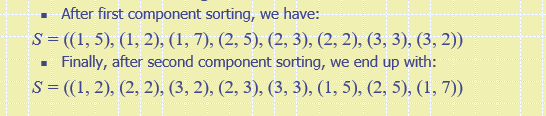 ▪ After first component sorting, we have:
S = ((1, 5), (1, 2), (1, 7), (2, 5), (2, 3), (2, 2), (3, 3), (3, 2))
▪ Finally, after second component sorting, we end up with:
S = ((1, 2), (2, 2), (3, 2), (2, 3), (3, 3), (1, 5), (2, 5), (1, 7))